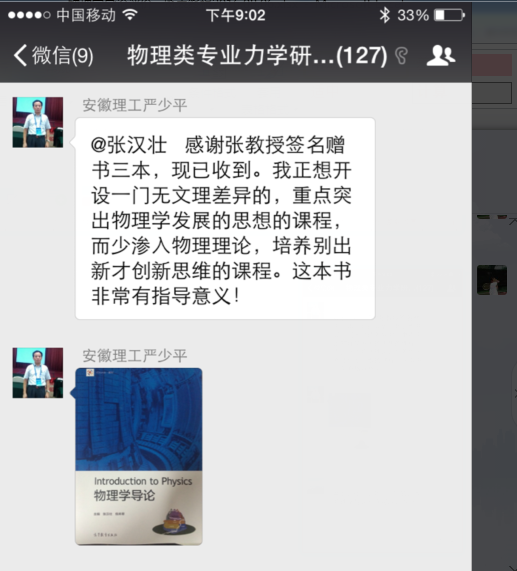 中国移动
下午9:02
33%
微信(9)
物理类专业力学研...(127)
安徽理工严少平
@张汉壮 感谢张教授签名赠
书三本，现已收到。我正想开
设一门无文理差异的，重点突
出物理学发展的思想的课程，
而少渗入物理理论，培养别出
新才创新思维的课程。这本书
非常有指导意义！
安徽理工严少平
Introduction to Physics
物理学导论